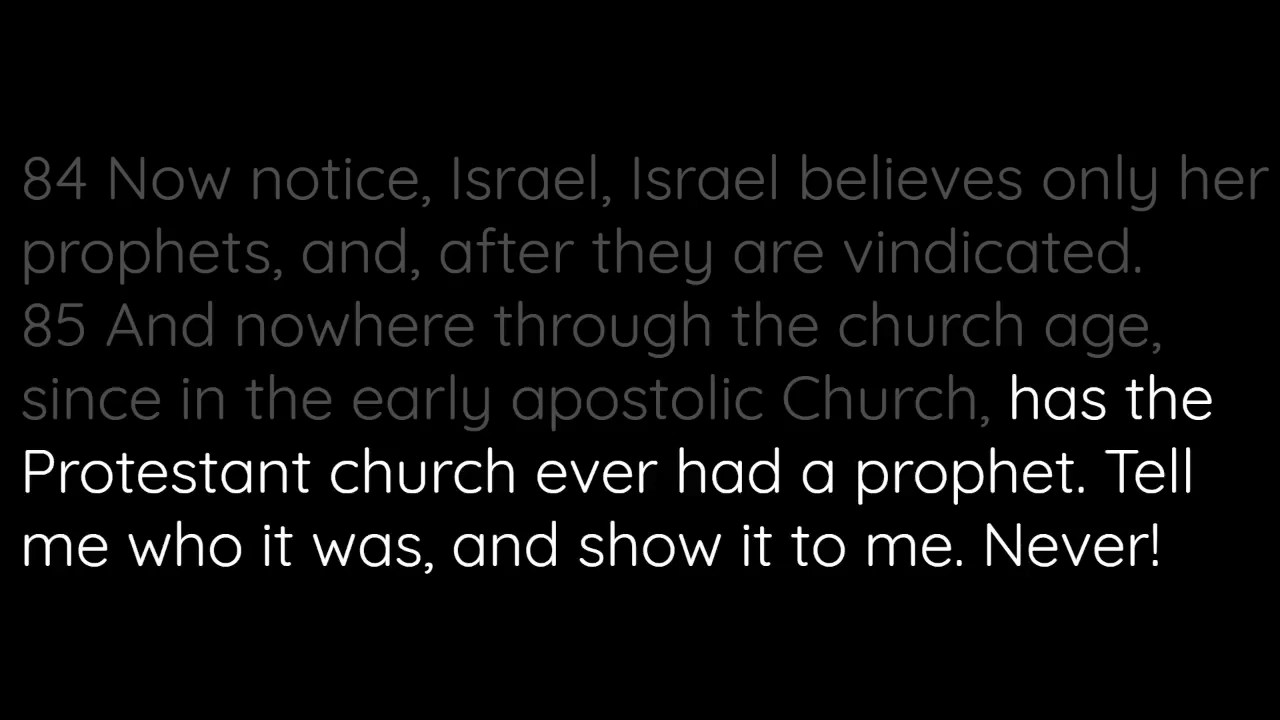 84 Now notice, Israel, Israel believes only her
prophets, and, after they are vindicated.
85 And nowhere through the church age,
since in the early apostolic Church, has the
Protestant church ever had a prophet. Tell
me who it was, and show it to me. Never!